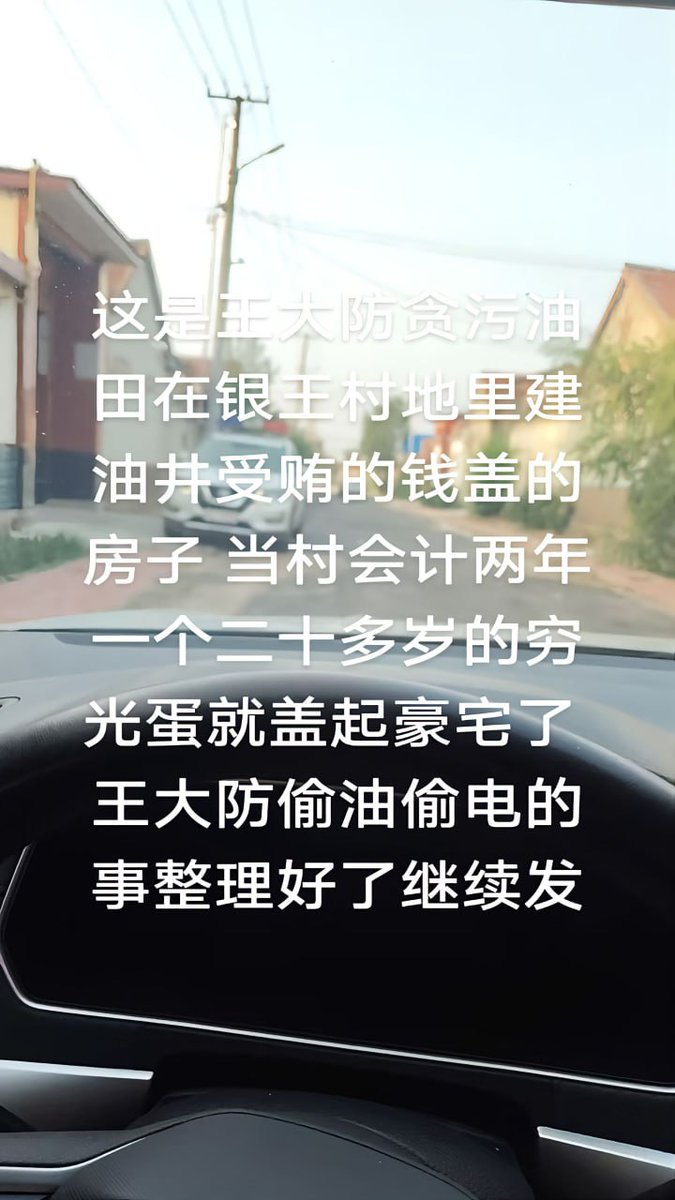 这是王大防贪污油
田在银王村地里建
油井受贿的钱盖的
房子 当村会计两年
一个二十多岁的穷
光蛋就盖起豪宅了
王大防偷油偷电的
事整理好了继续发